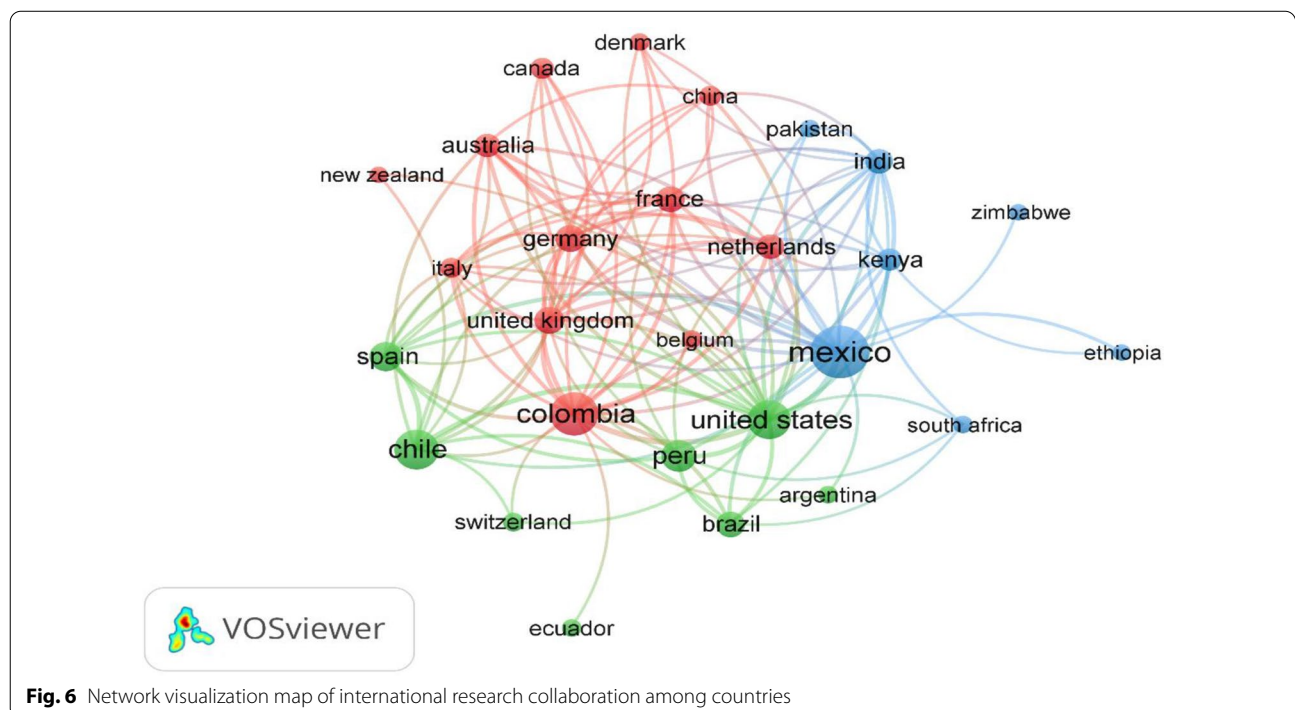 denmark
canada
china
pakistan
australia
india
new zealand
france
zimbabwe
germany
netherlands
kenya
italy
united kingdom
belgium
mexico
ethiopia
spain
colombia
united states
south africa
chile
peru
argentina
switzerland
brazil
VOSviewer
ecuador
Fig. 6 Network visualization map of international research collaboration among countries